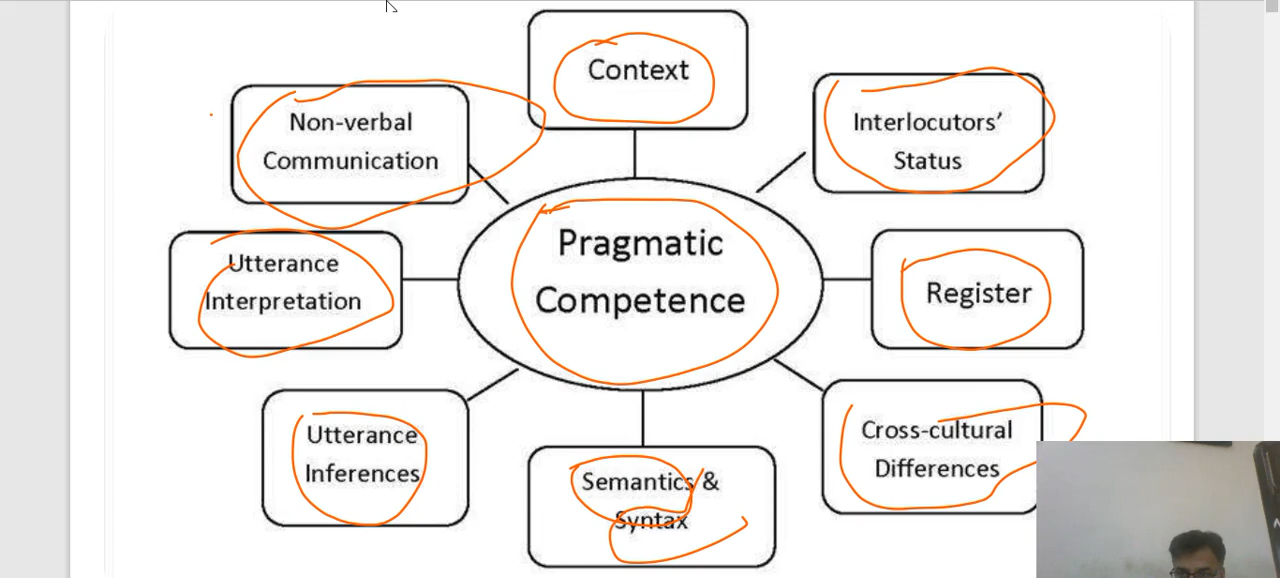 Context
Non-verbal
Communication
Interlocutors’
Status
Pragmatic
Competence
Utterance
Interpretation
Register
Utterance
Inferences
Semantics &
Syntax
Cross-cultural
Differences